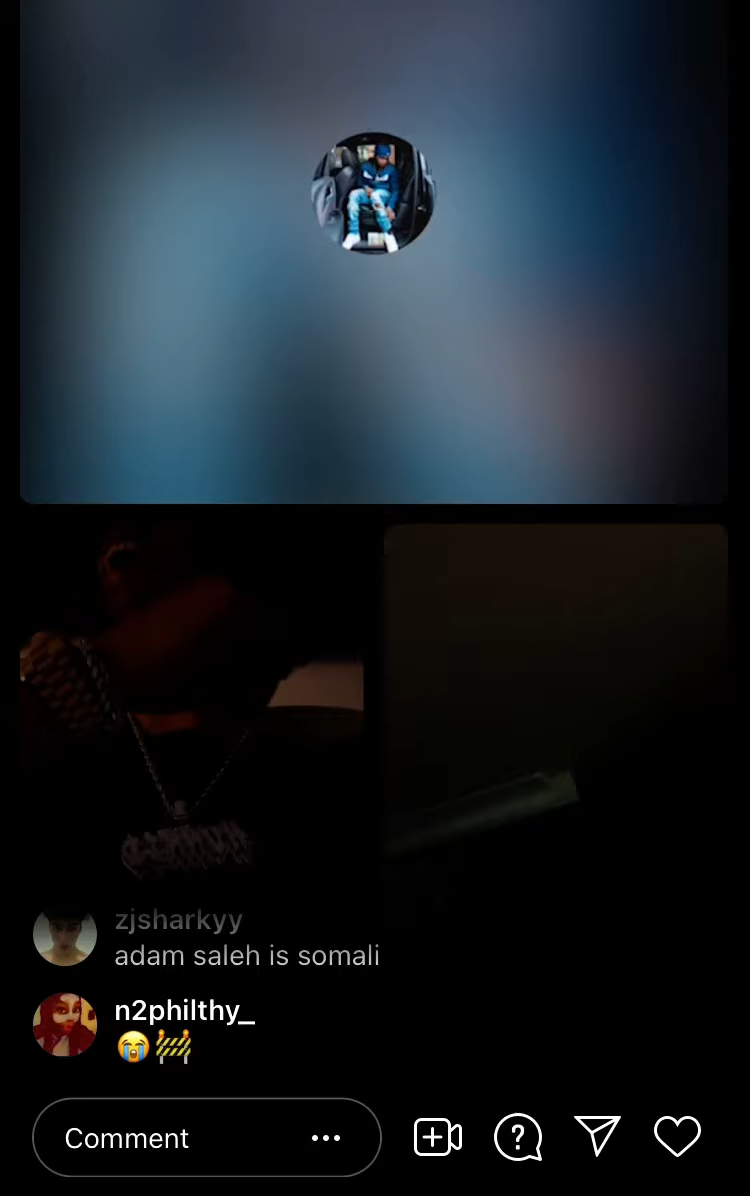 zjsharkyy
adam saleh is somali
n2philthy_
😭🚧
Comment